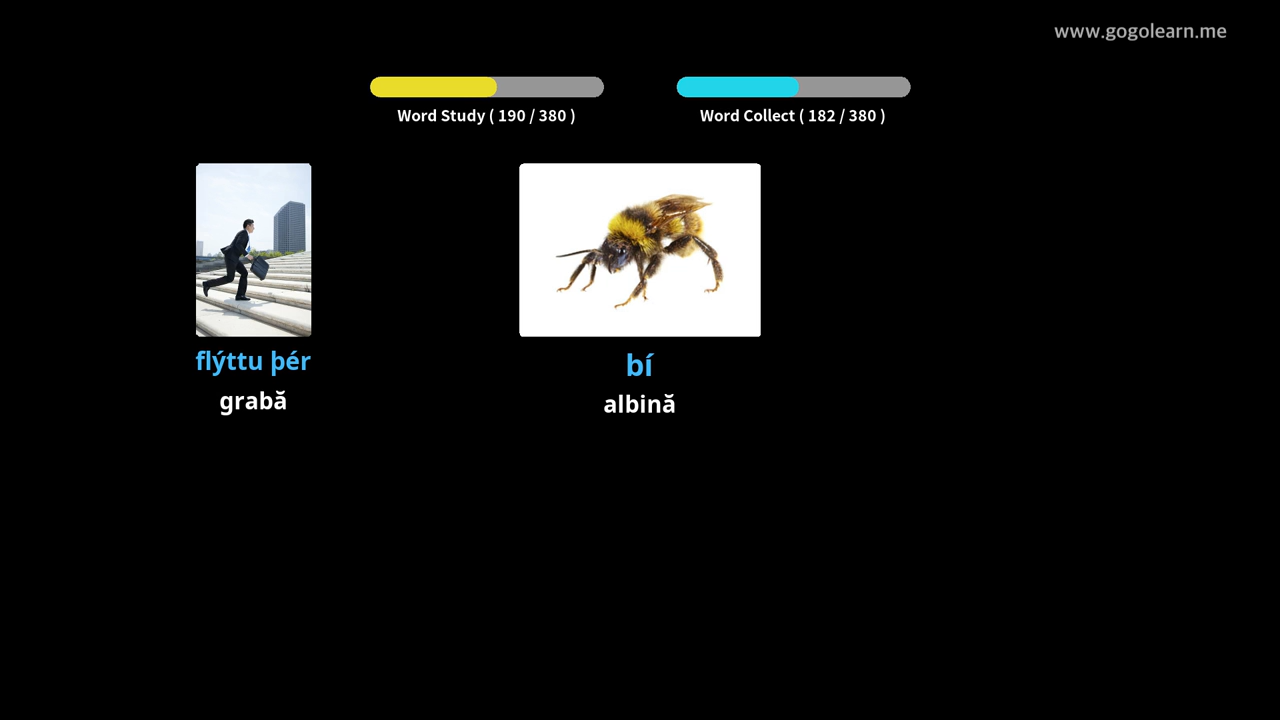 www.gogolearn.me
Word Study ( 190 / 380 )
Word Collect ( 182 / 380 )
flýttu þér
grabă
bí
albină